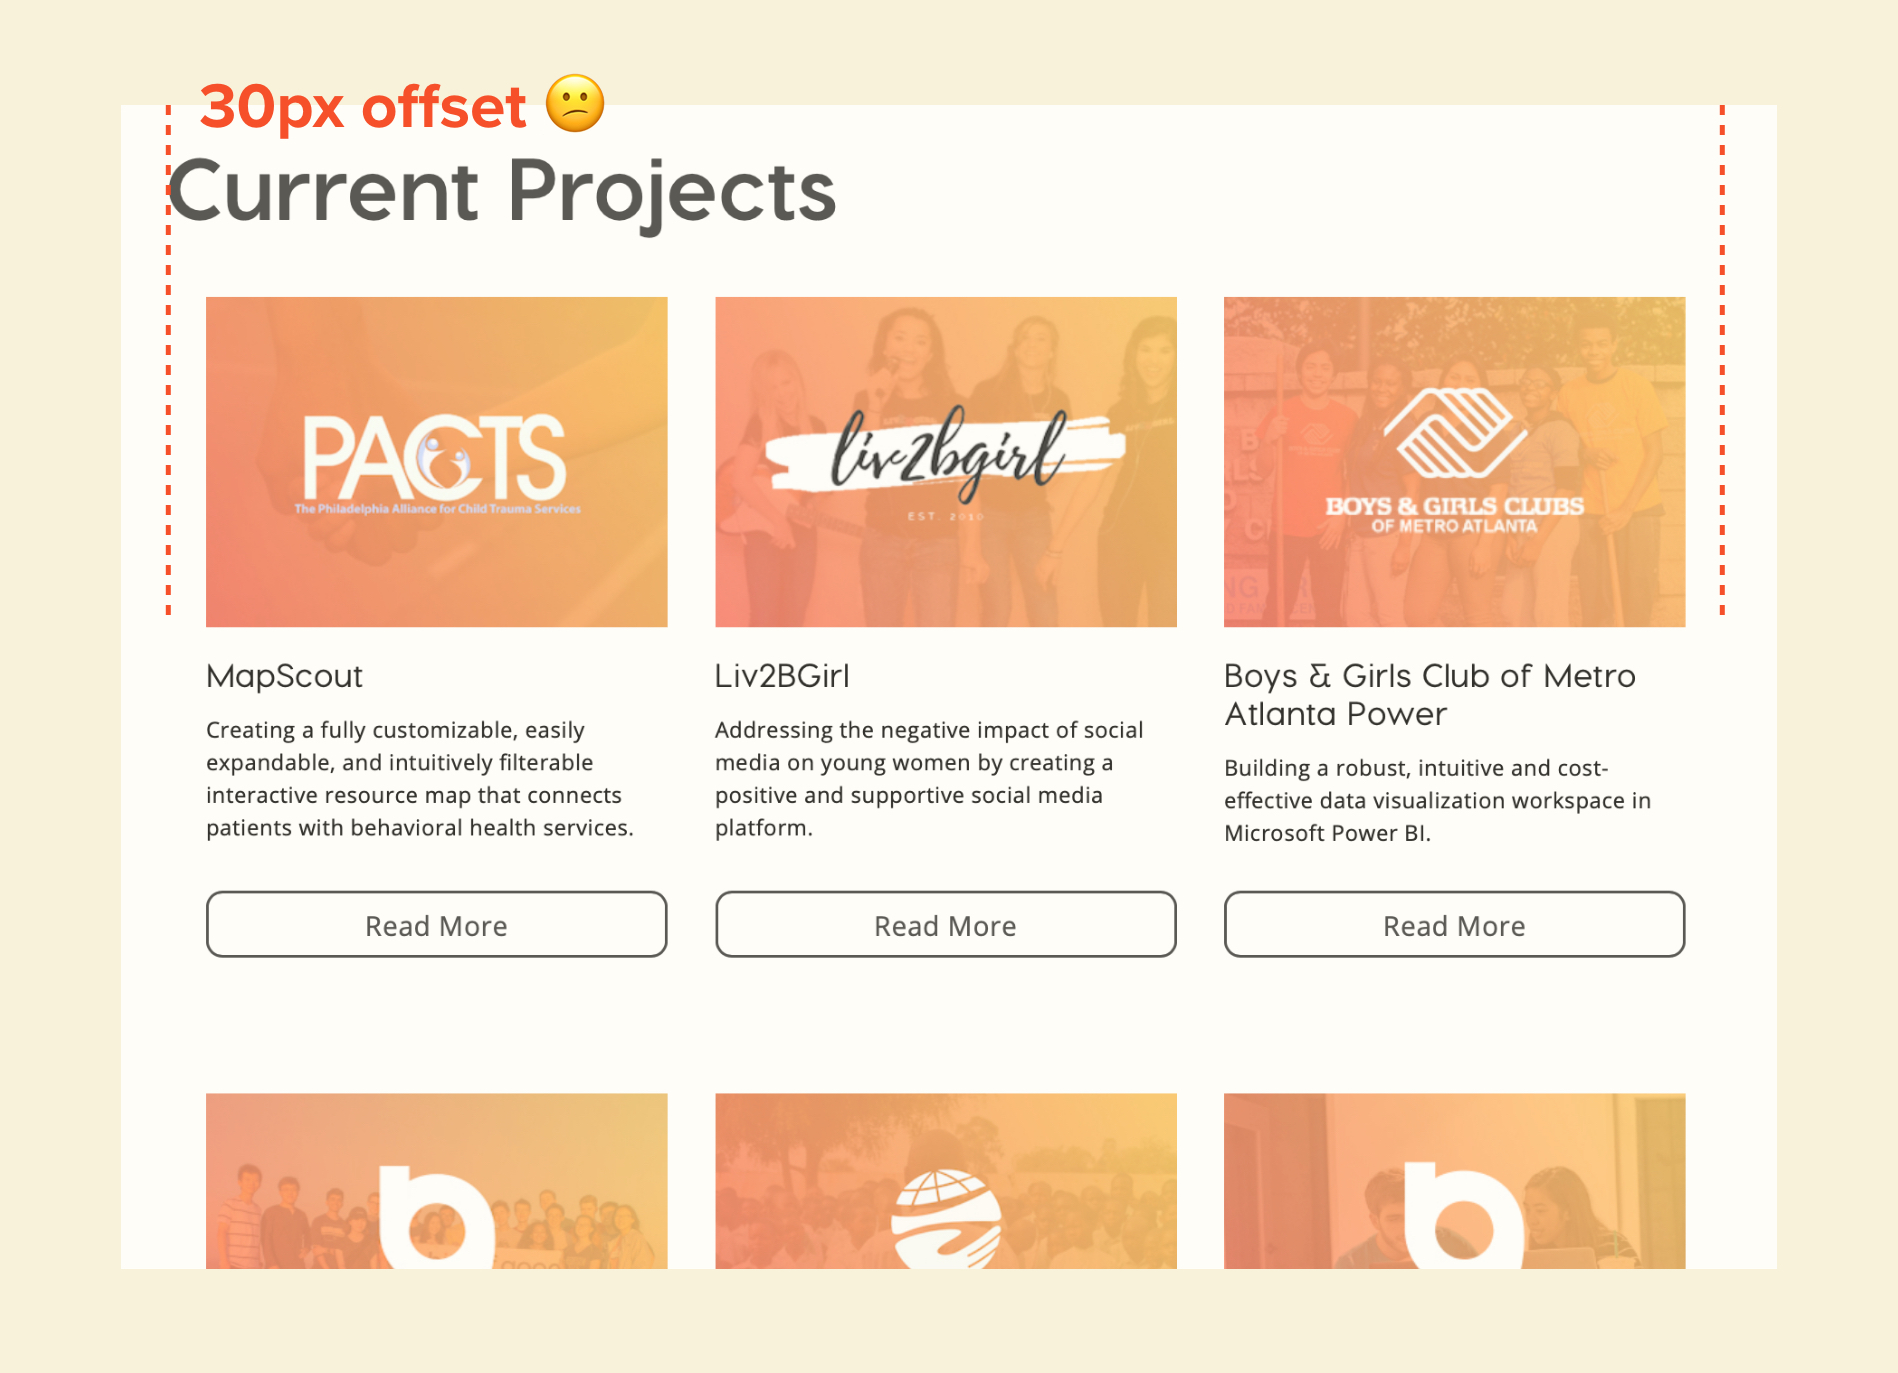 30px offset 😕
Current Projects
PACTS
The Philadelphia Alliance for Child Trauma Services
liv2bgirl
EST. 2010
BOYS & GIRLS CLUBS
OF METRO ATLANTA
MapScout
Creating a fully customizable, easily
expandable, and intuitively filterable
interactive resource map that connects
patients with behavioral health services.
Liv2BGirl
Addressing the negative impact of social
media on young women by creating a
positive and supportive social media
platform.
Boys & Girls Club of Metro
Atlanta Power
Building a robust, intuitive and cost-
effective data visualization workspace in
Microsoft Power BI.
Read More
Read More
Read More